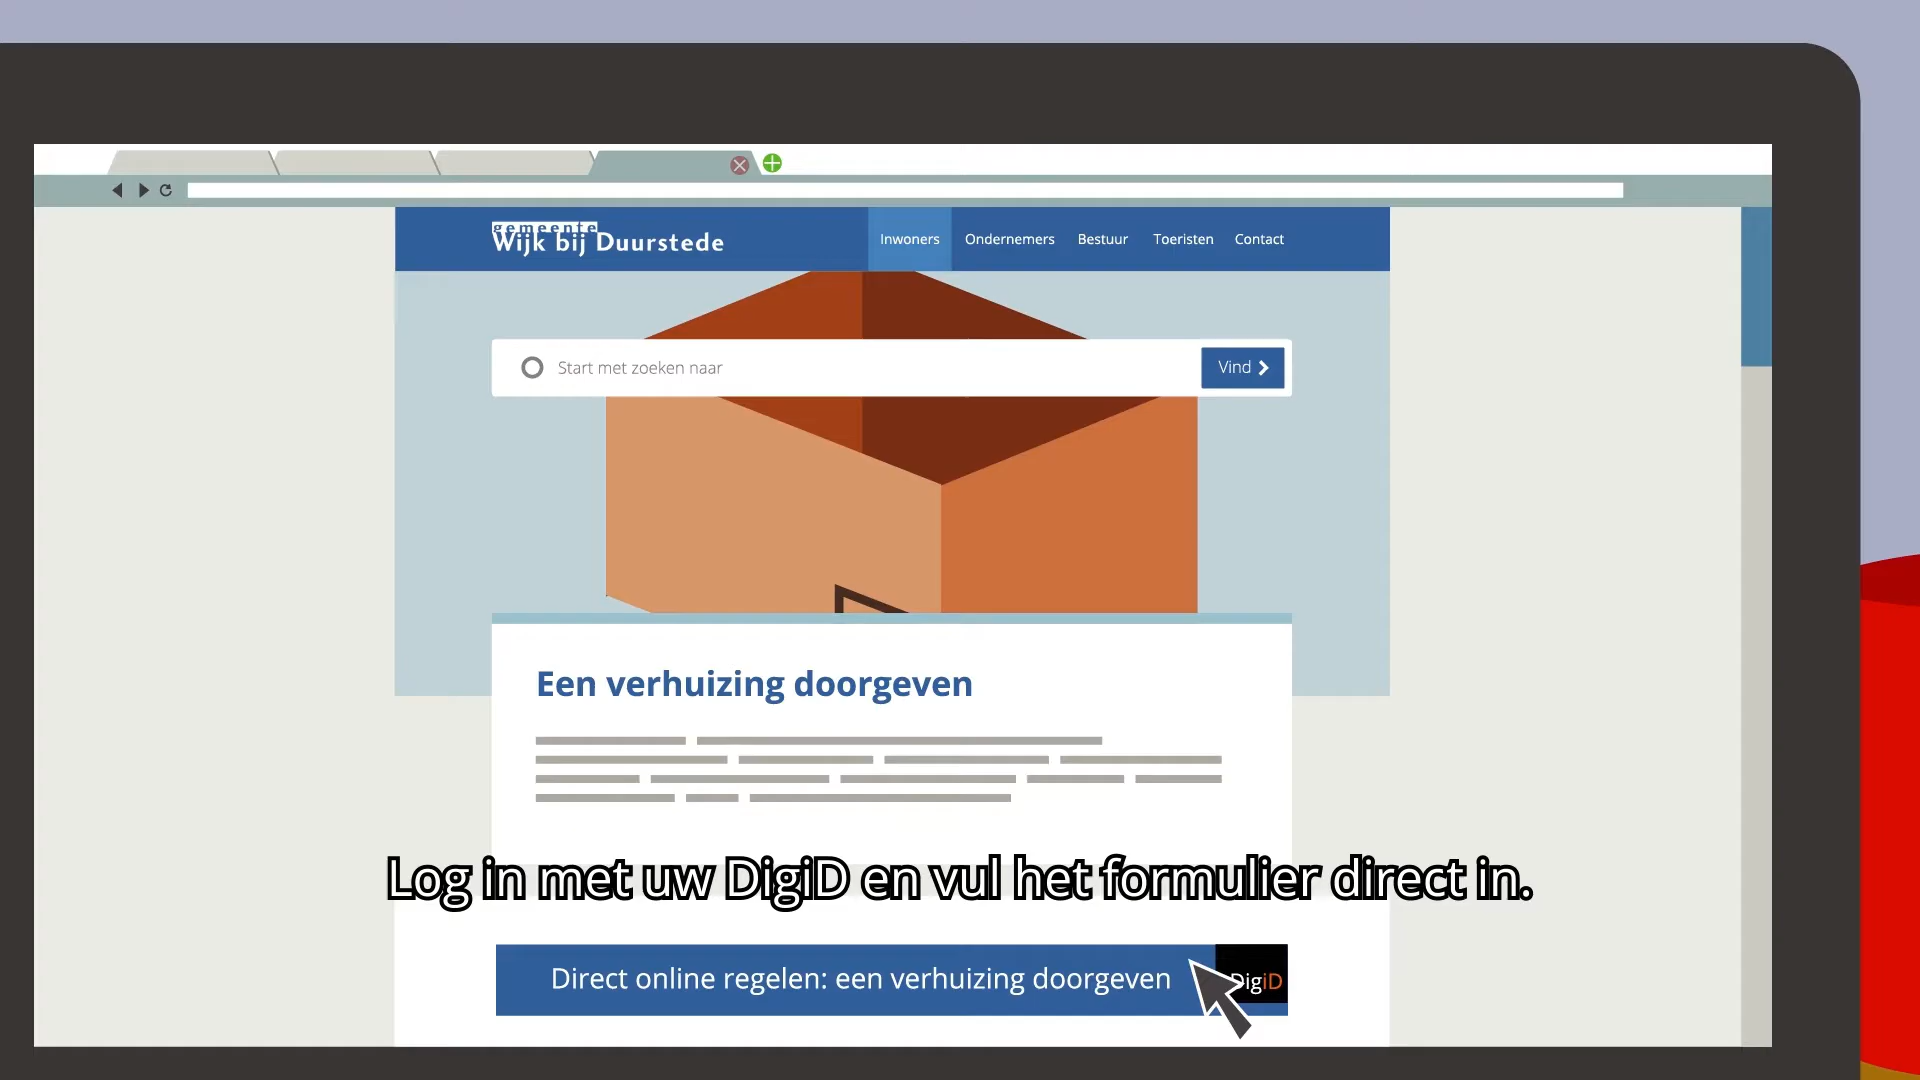 gemeente
Wijk bij Duurstede
Inwoners Ondernemers Bestuur Toeristen Contact
Start met zoeken naar
Vind
Een verhuizing doorgeven
Log in met uw DigiD en vul het formulier direct in.
Direct online regelen: een verhuizing doorgeven
DigiD